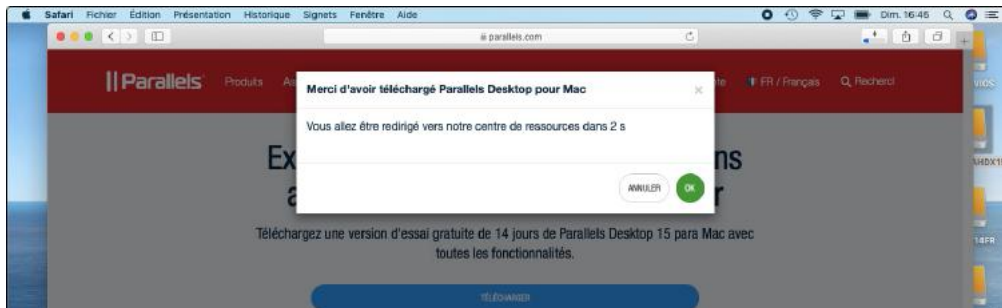 Safari Fichier Édition Présentation Historique Signets Fenêtre Aide Dim. 16:45
parallels.com
Parallels Produits FR / Français
Merci d'avoir téléchargé Parallels Desktop pour Mac
Vous allez être redirigé vers notre centre de ressources dans 2 s
ANNULER OK
Téléchargez une version d'essai gratuite de 14 jours de Parallels Desktop 15 para Mac avec
toutes les fonctionnalités.
TÉLÉCHARGER